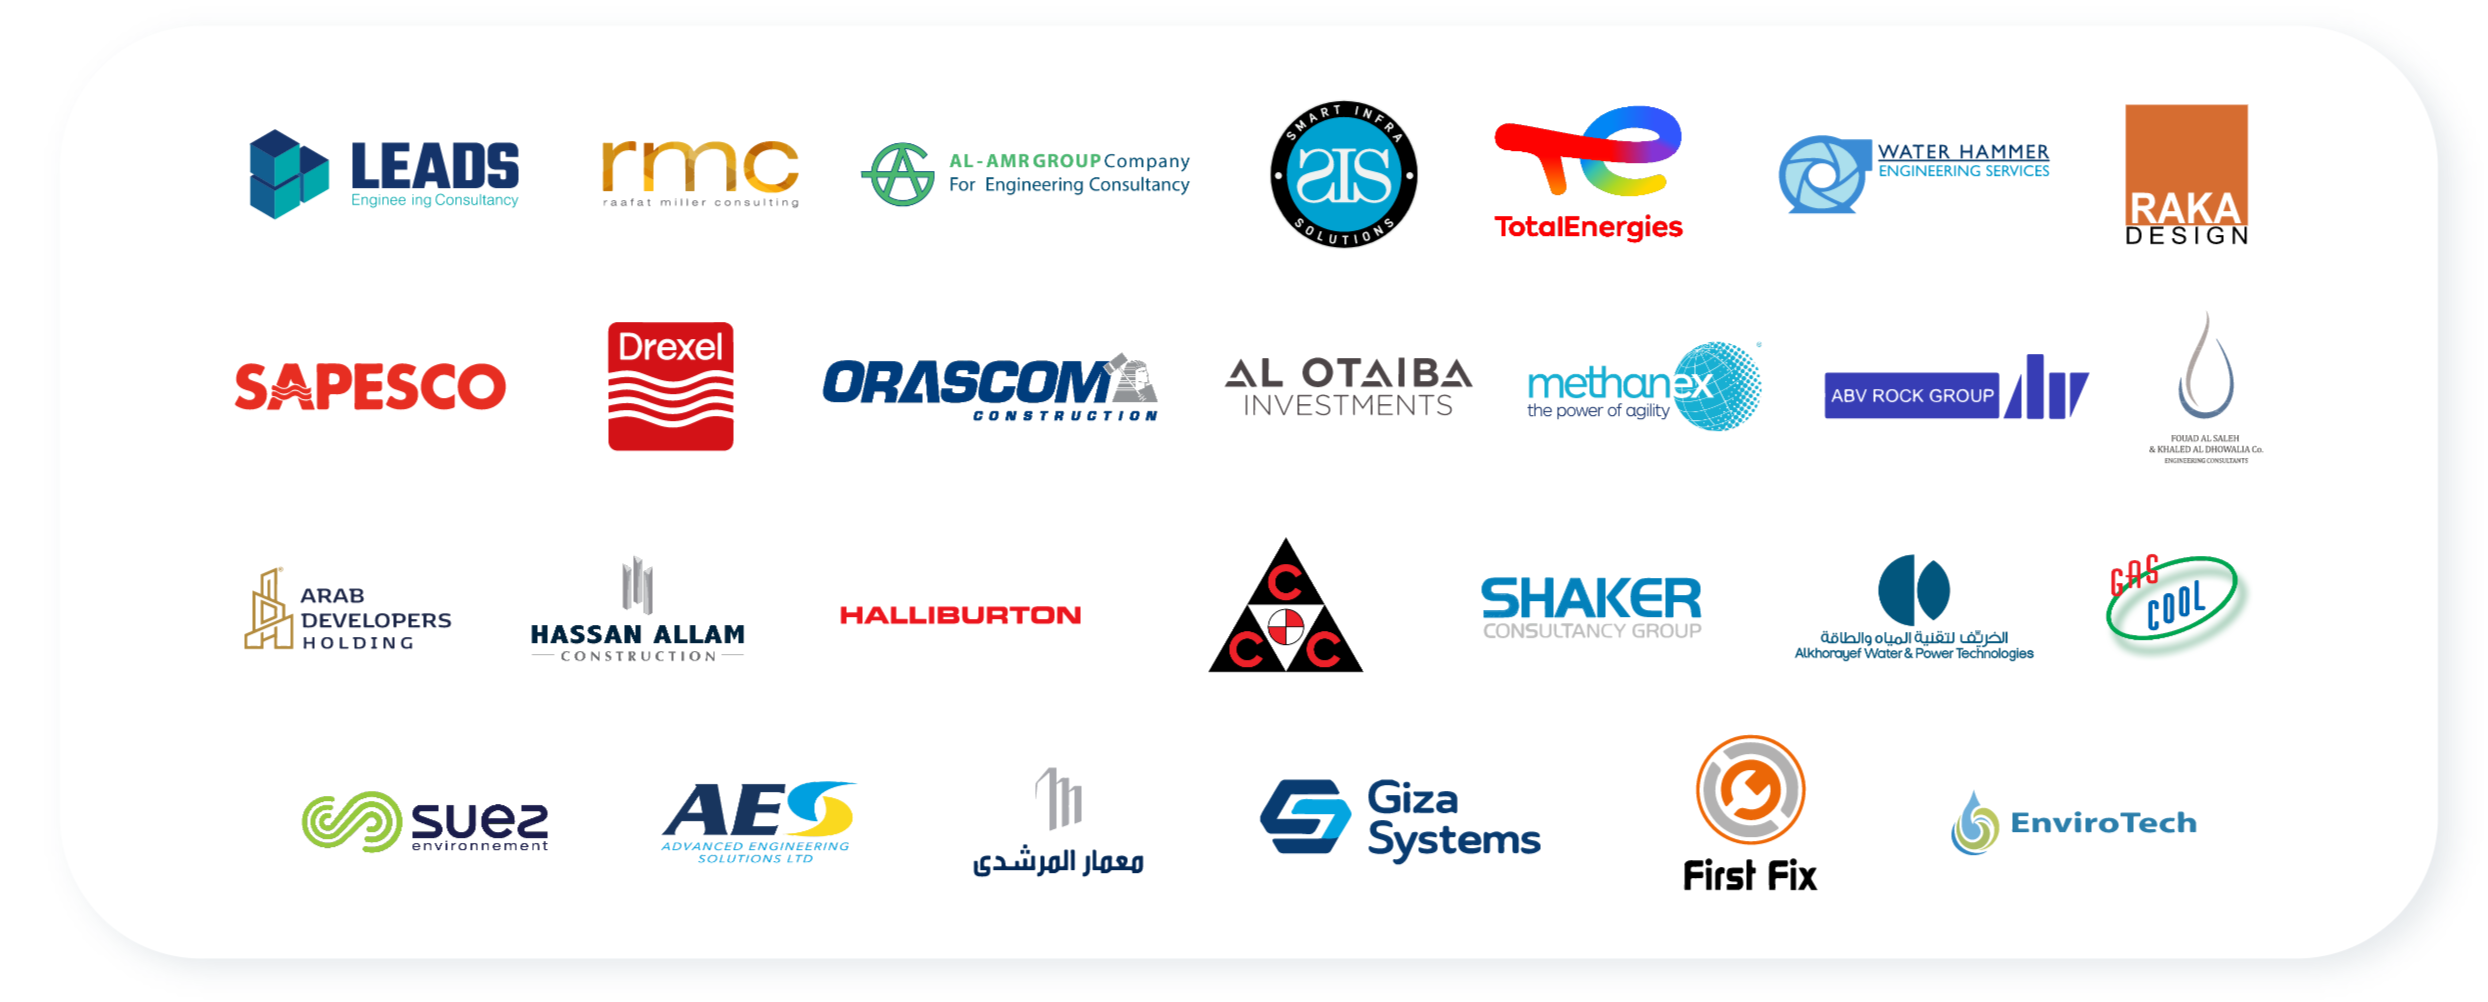 LEADS
Enginee ing Consultancy
rmc
raafat miller consulting
AL-AMR GROUP Company
For Engineering Consultancy
SMART INFRA
SIS
SOLUTIONS
TotalEnergies
WATER HAMMER
ENGINEERING SERVICES
RAKA
DESIGN
SAPESCO
Drexel
ORASCOM
CONSTRUCTION
AL OTAIBA
INVESTMENTS
methanex
the power of agility
ABV ROCK GROUP
FOUAD AL SALEH
& KHALED AL DHOWALIA Co.
ENGINEERING CONSULTANTS
ARAB
DEVELOPERS
HOLDING
HASSAN ALLAM
CONSTRUCTION
HALLIBURTON
C
C C
SHAKER
CONSULTANCY GROUP
الخريّف لتقنية المياه والطاقة
Alkhorayef Water & Power Technologies
GAS
COOL
suez
environnement
AES
ADVANCED ENGINEERING
SOLUTIONS LTD
معمار المرشدى
Giza
Systems
First Fix
EnviroTech